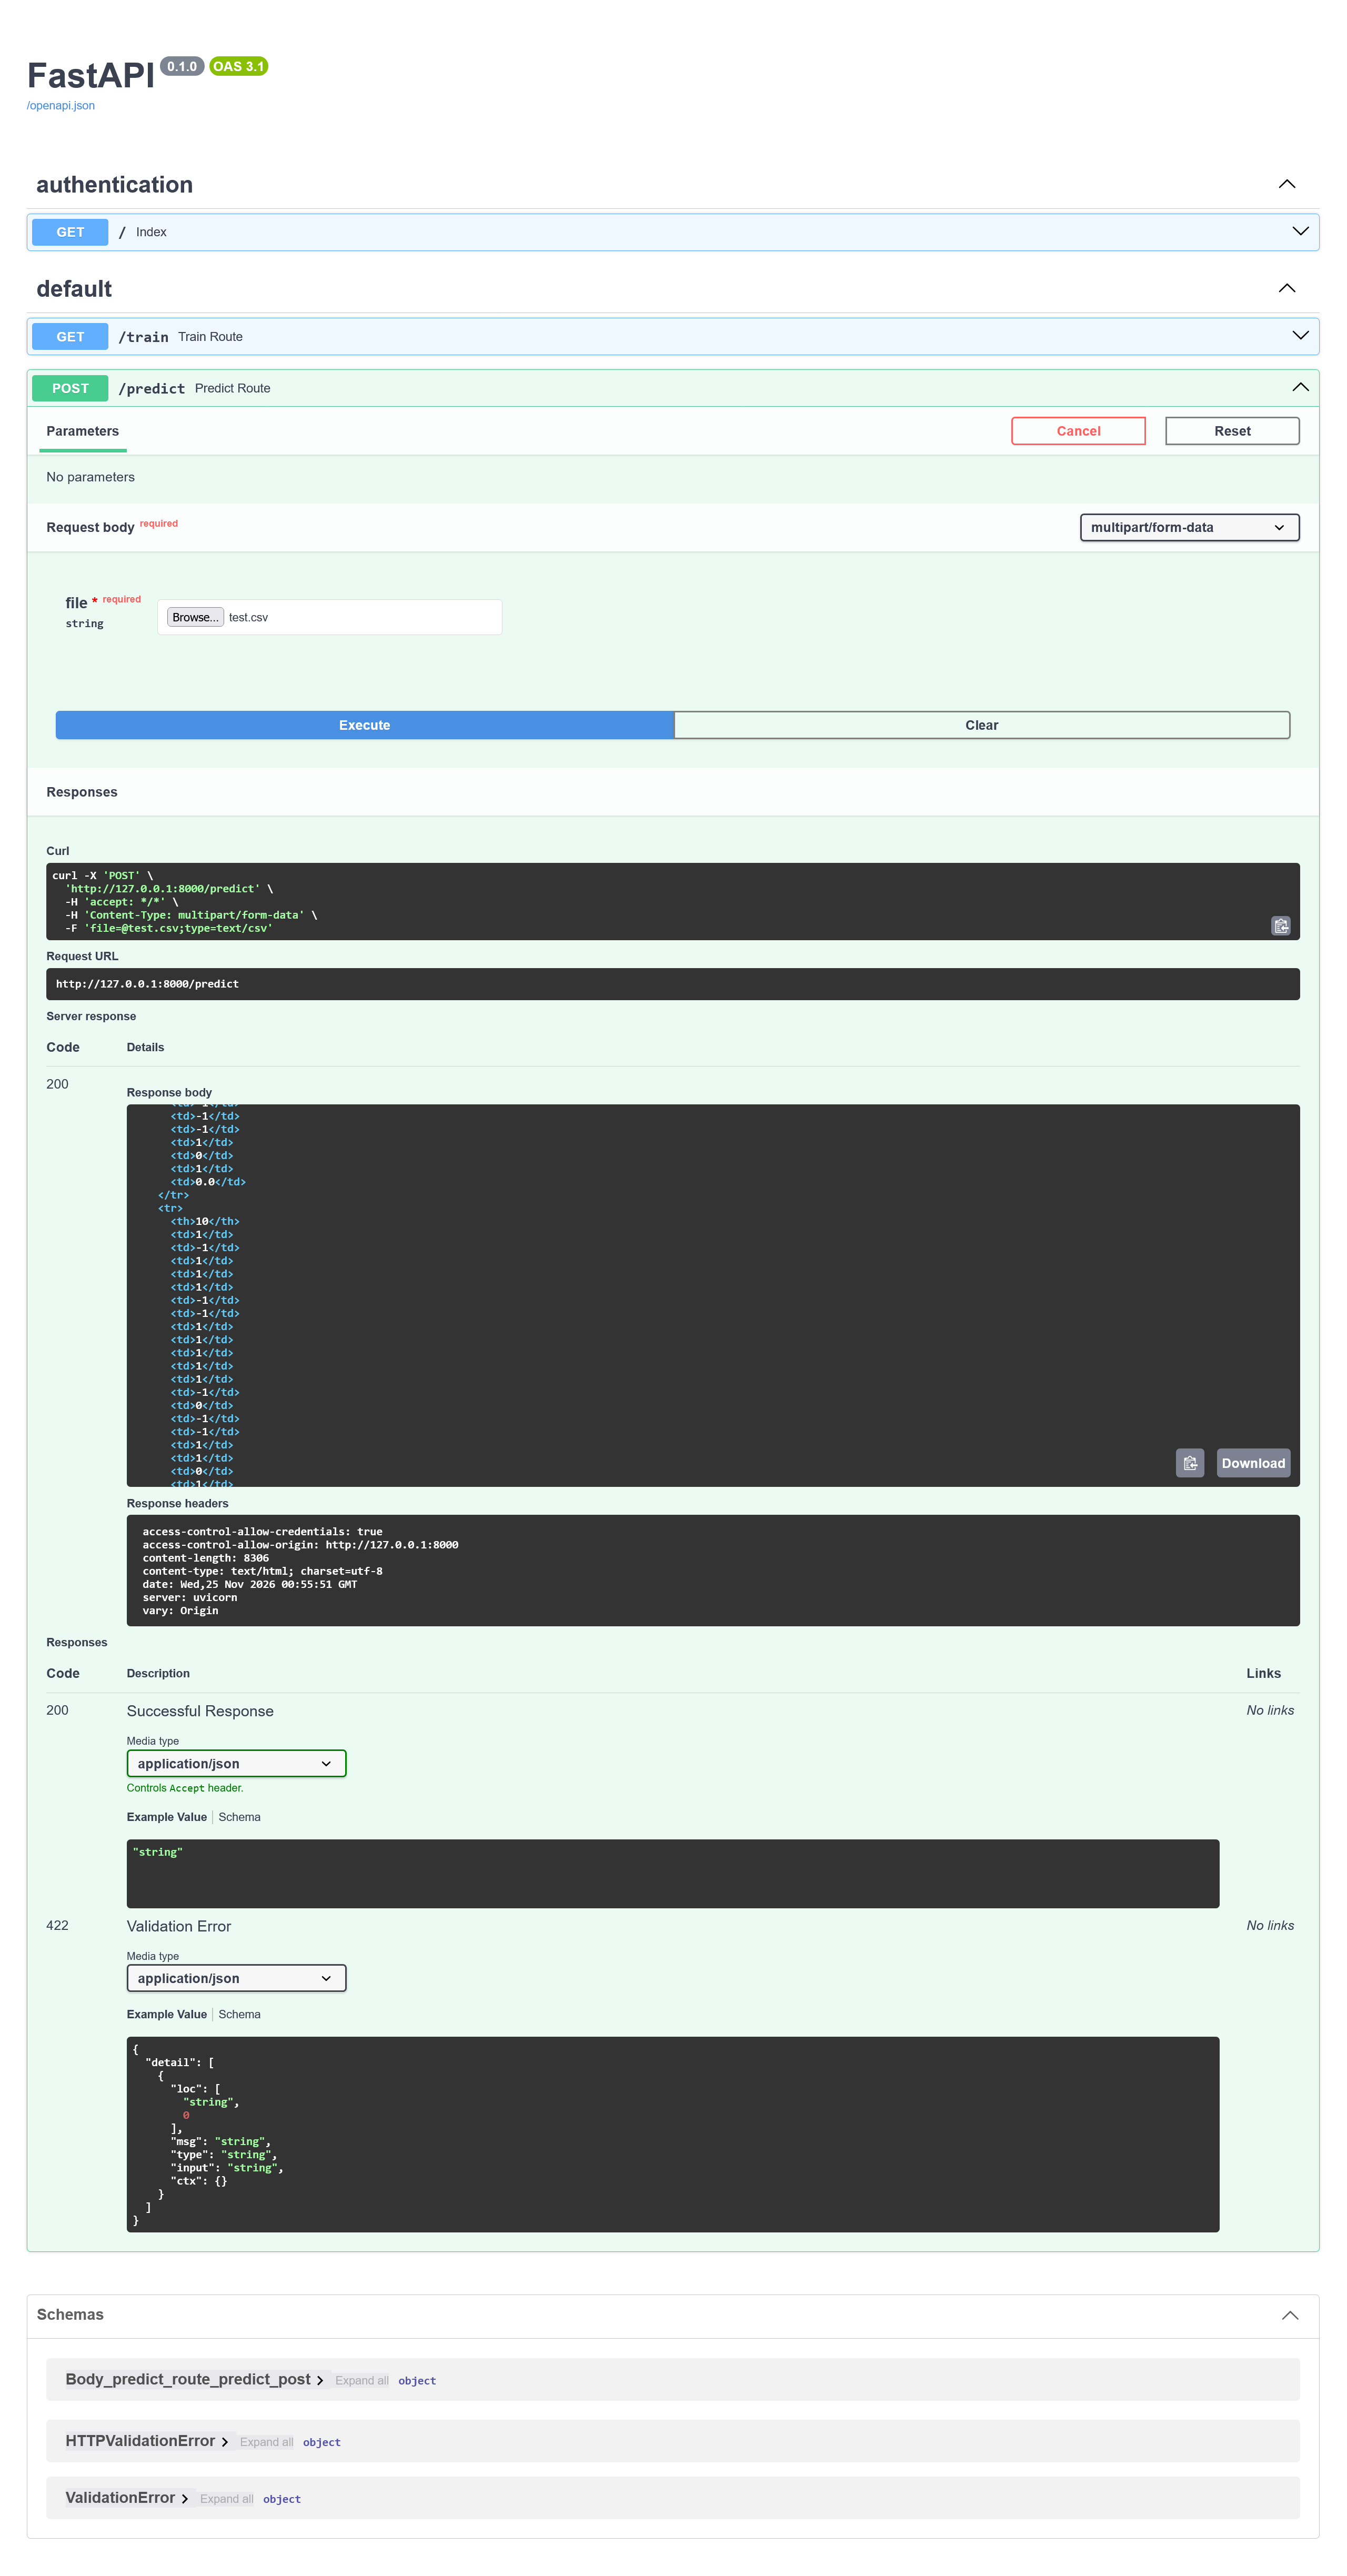 FastAPI 0.1.0 OAS 3.1
/openapi.json
authentication
GET / Index
default
GET /train Train Route
POST /predict Predict Route
Parameters Cancel Reset
No parameters
Request body required multipart/form-data
file * required
string
Browse... test.csv
Execute Clear
Responses
Curl
curl -X 'POST' \
'http://127.0.0.1:8000/predict' \
-H 'accept: */*' \
-H 'Content-Type: multipart/form-data' \
-F 'file=@test.csv;type=text/csv'
Request URL
http://127.0.0.1:8000/predict
Server response
Code Details
200
Response body
<td>-1</td>
<td>-1</td>
<td>1</td>
<td>0</td>
<td>1</td>
<td>0.0</td>
</tr>
<tr>
<th>10</th>
<td>1</td>
<td>-1</td>
<td>1</td>
<td>1</td>
<td>1</td>
<td>-1</td>
<td>-1</td>
<td>1</td>
<td>1</td>
<td>1</td>
<td>1</td>
<td>1</td>
<td>-1</td>
<td>0</td>
<td>-1</td>
<td>-1</td>
<td>1</td>
<td>1</td>
<td>0</td>
<td>1</td>
Download
Response headers
access-control-allow-credentials: true
access-control-allow-origin: http://127.0.0.1:8000
content-length: 8306
content-type: text/html; charset=utf-8
date: Wed,25 Nov 2026 00:55:51 GMT
server: uvicorn
vary: Origin
Responses
Code Description Links
200 Successful Response No links
Media type
application/json
Controls Accept header.
Example Value Schema
"string"
422 Validation Error No links
Media type
application/json
Example Value Schema
{
"detail": [
{
"loc": [
"string",
0
],
"msg": "string",
"type": "string",
"input": "string",
"ctx": {}
}
]
}
Schemas
Body_predict_route_predict_post Expand all object
HTTPValidationError Expand all object
ValidationError Expand all object